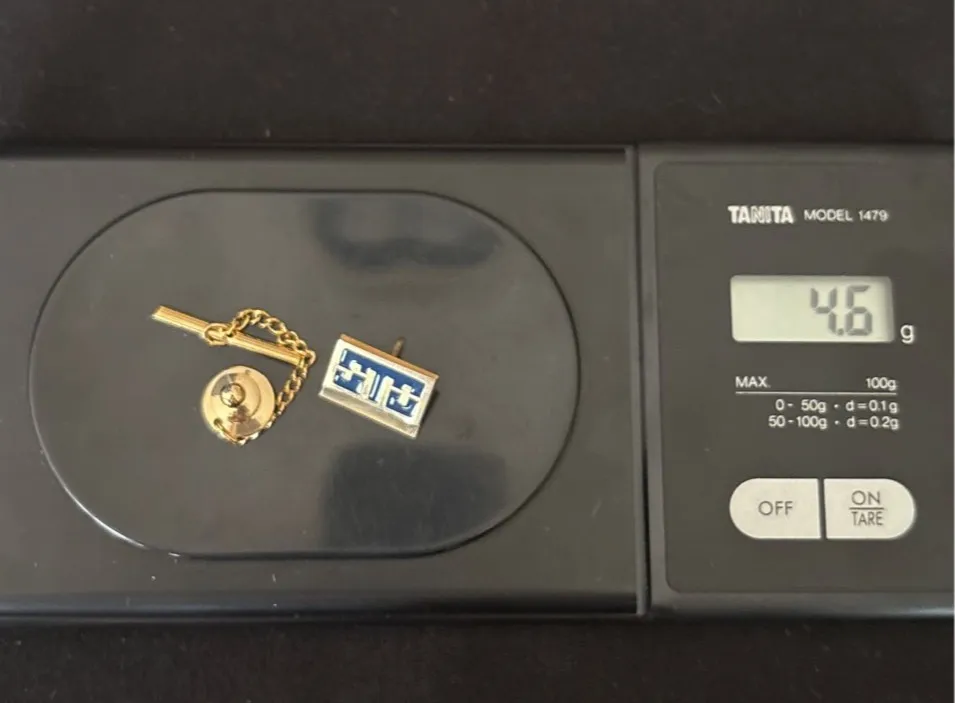 TANITA MODEL 1479
4.6 g
MAX. 100g
0 - 50g · d=0.1g
50-100g · d=0.2g
OFF
ON
TARE